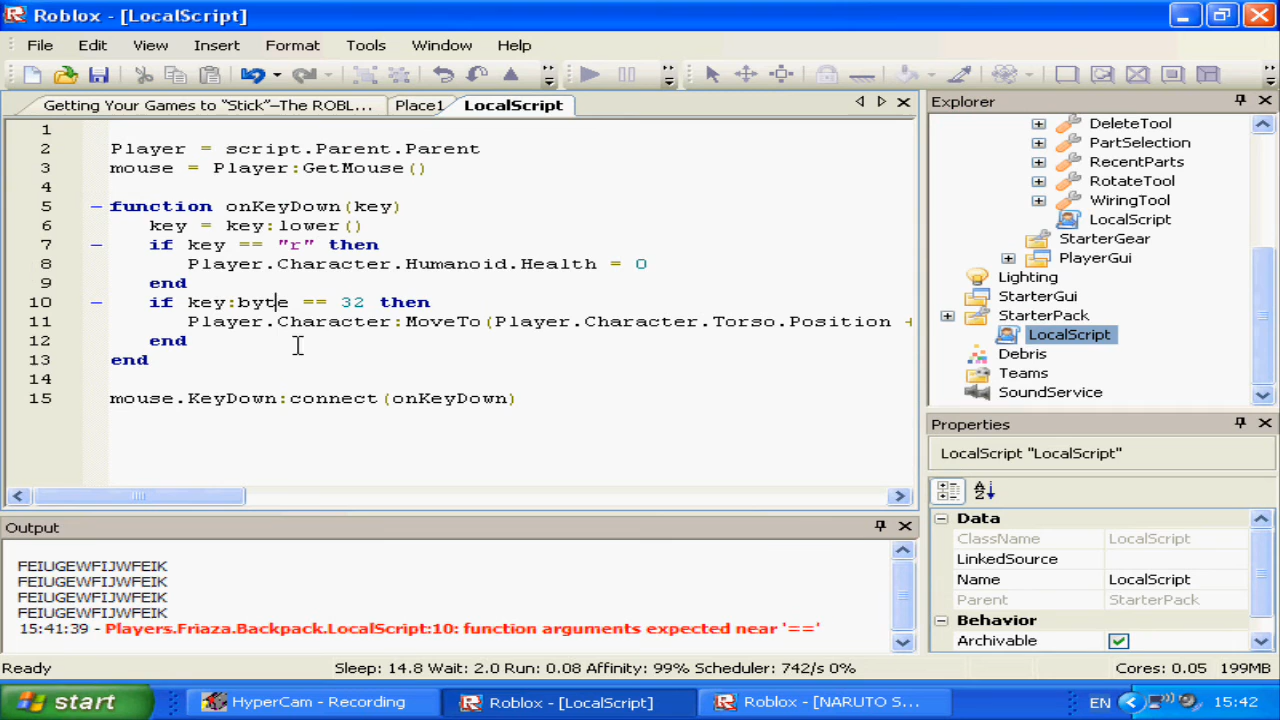 Roblox - [LocalScript]
File Edit View Insert Format Tools Window Help
Getting Your Games to "Stick"—The ROBL... Place1 LocalScript
1
2 Player = script.Parent.Parent
3 mouse = Player:GetMouse()
4
5 function onKeyDown(key)
6 key = key:lower()
7 if key == "r" then
8 Player.Character.Humanoid.Health = 0
9 end
10 if key:byte == 32 then
11 Player.Character:MoveTo(Player.Character.Torso.Position +
12 end
13 end
14
15 mouse.KeyDown:connect(onKeyDown)
Explorer
DeleteTool
PartSelection
RecentParts
RotateTool
WiringTool
LocalScript
StarterGear
PlayerGui
Lighting
StarterGui
StarterPack
LocalScript
Debris
Teams
SoundService
Properties
LocalScript "LocalScript"
Data
ClassName LocalScript
LinkedSource
Name LocalScript
Parent StarterPack
Behavior
Archivable
Output
FEIUGEWFIJWFEIK
FEIUGEWFIJWFEIK
FEIUGEWFIJWFEIK
FEIUGEWFIJWFEIK
15:41:39 - Players.Friaza.Backpack.LocalScript:10: function arguments expected near '=='
Ready Sleep: 14.8 Wait: 2.0 Run: 0.08 Affinity: 99% Scheduler: 742/s 0% Cores: 0.05 199MB
start HyperCam - Recording Roblox - [LocalScript] Roblox - [NARUTO S... EN 15:42